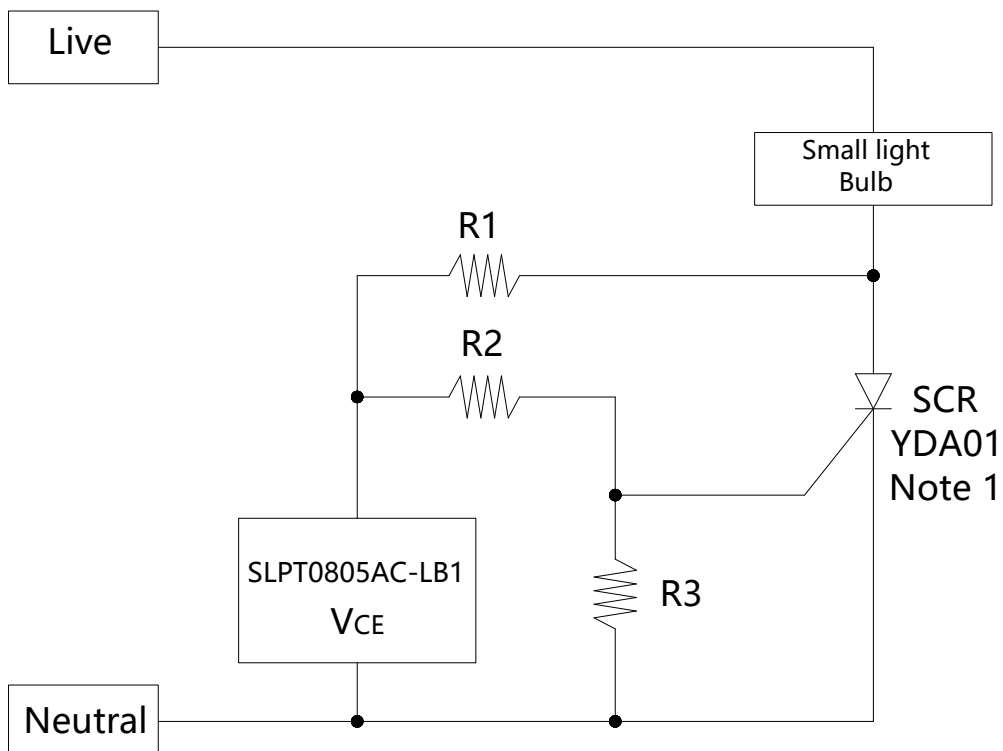 Live
Small light
Bulb
R1
R2
SCR
YDA01
Note 1
SLPT0805AC-LB1
VCE
R3
Neutral